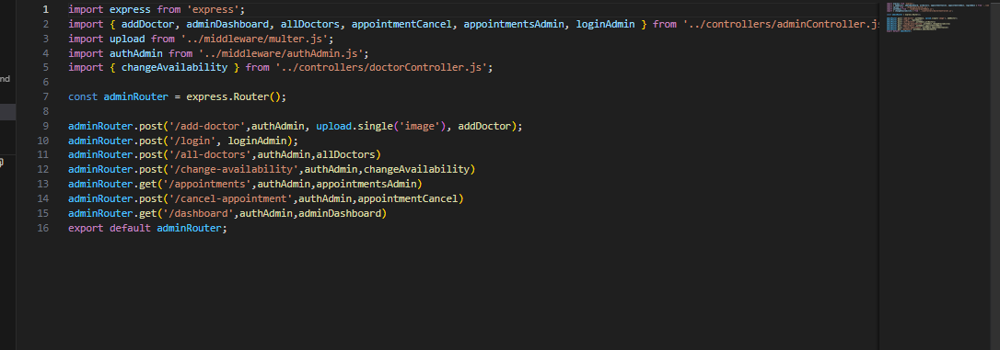 nd
1 import express from 'express';
2 import { addDoctor, adminDashboard, allDoctors, appointmentCancel, appointmentsAdmin, loginAdmin } from '../controllers/adminController.js
3 import upload from '../middleware/multer.js';
4 import authAdmin from '../middleware/authAdmin.js';
5 import { changeAvailability } from '../controllers/doctorController.js';
6
7 const adminRouter = express.Router();
8
9 adminRouter.post('/add-doctor',authAdmin, upload.single('image'), addDoctor);
10 adminRouter.post('/login', loginAdmin);
11 adminRouter.post('/all-doctors',authAdmin,allDoctors)
12 adminRouter.post('/change-availability',authAdmin,changeAvailability)
13 adminRouter.get('/appointments',authAdmin,appointmentsAdmin)
14 adminRouter.post('/cancel-appointment',authAdmin,appointmentCancel)
15 adminRouter.get('/dashboard',authAdmin,adminDashboard)
16 export default adminRouter;